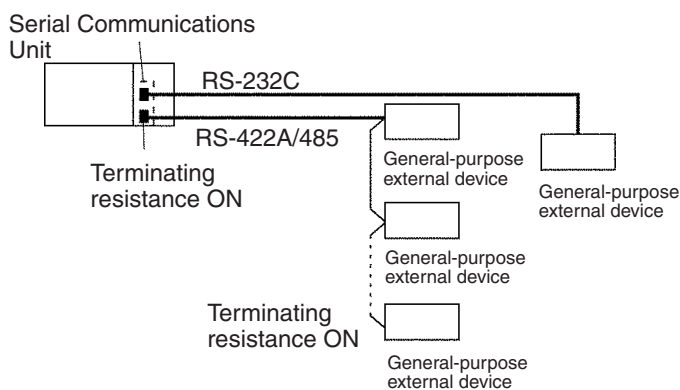 Serial Communications
Unit
RS-232C
RS-422A/485
Terminating
resistance ON
General-purpose
external device
General-purpose
external device
General-purpose
external device
Terminating
resistance ON
General-purpose
external device